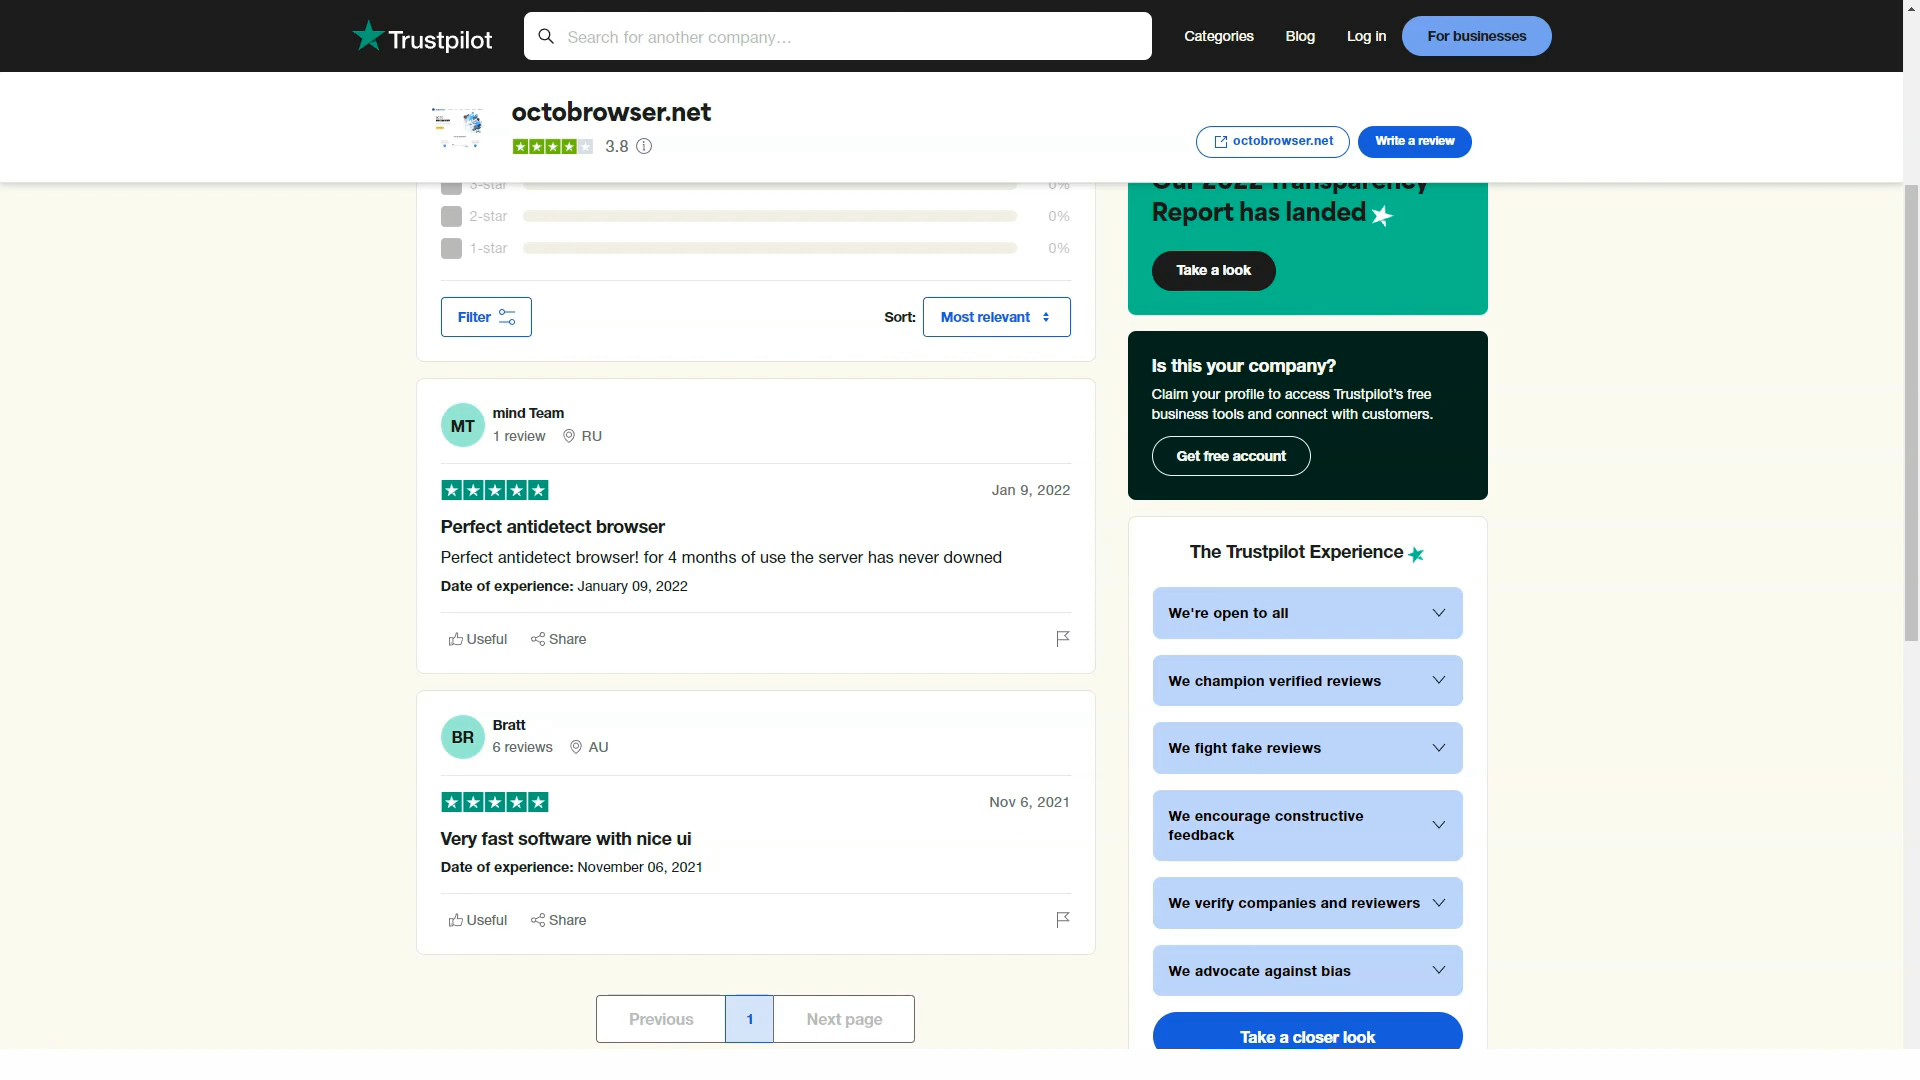 Trustpilot
Search for another company…
Categories
Blog
Log in
For businesses
octobrowser.net
3.8
octobrowser.net
Write a review
3-star
0%
2-star
0%
1-star
0%
Filter
Sort:
Most relevant
MT
mind Team
1 review
RU
Jan 9, 2022
Perfect antidetect browser
Perfect antidetect browser! for 4 months of use the server has never downed
Date of experience: January 09, 2022
Useful
Share
BR
Bratt
6 reviews
AU
Nov 6, 2021
Very fast software with nice ui
Date of experience: November 06, 2021
Useful
Share
Previous
1
Next page
Our 2022 Transparency
Report has landed
Take a look
Is this your company?
Claim your profile to access Trustpilot's free
business tools and connect with customers.
Get free account
The Trustpilot Experience
We're open to all
We champion verified reviews
We fight fake reviews
We encourage constructive
feedback
We verify companies and reviewers
We advocate against bias
Take a closer look